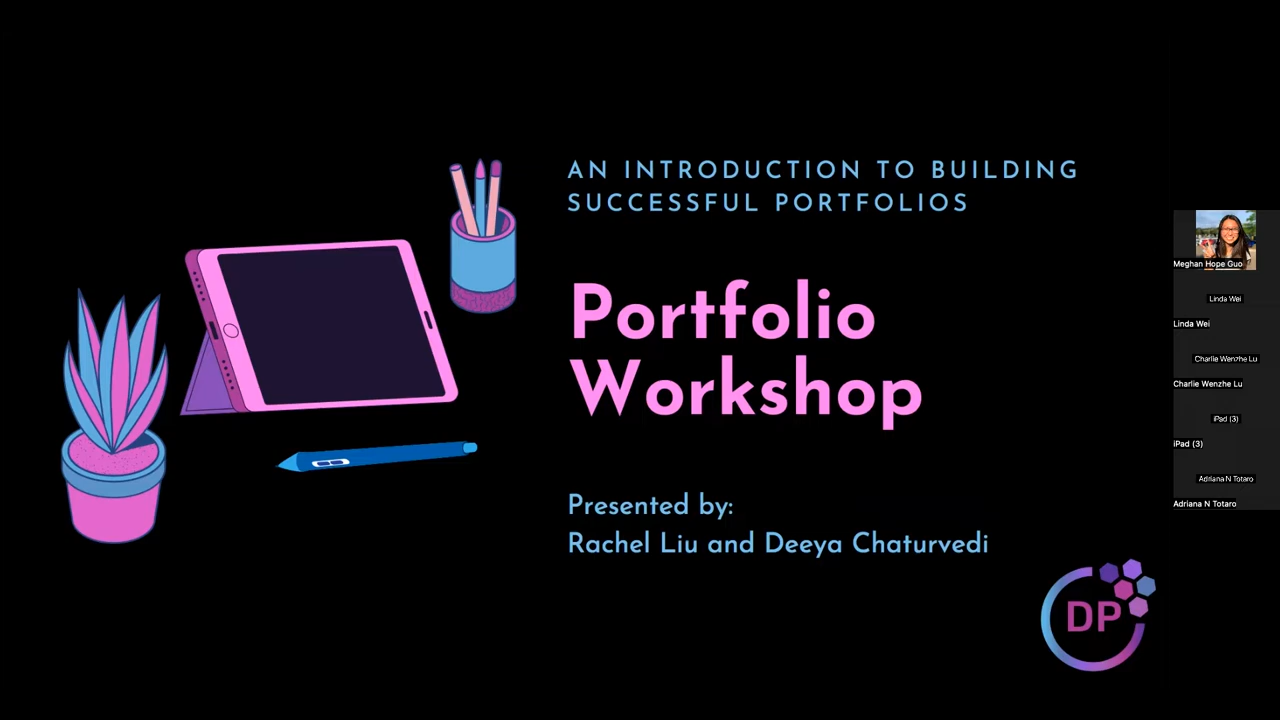 AN INTRODUCTION TO BUILDING
SUCCESSFUL PORTFOLIOS
Portfolio
Workshop
Presented by:
Rachel Liu and Deeya Chaturvedi
DP
Meghan Hope Guo
Linda Wei
Linda Wei
Charlie Wenzhe Lu
Charlie Wenzhe Lu
iPad (3)
iPad (3)
Adriana N Totaro
Adriana N Totaro